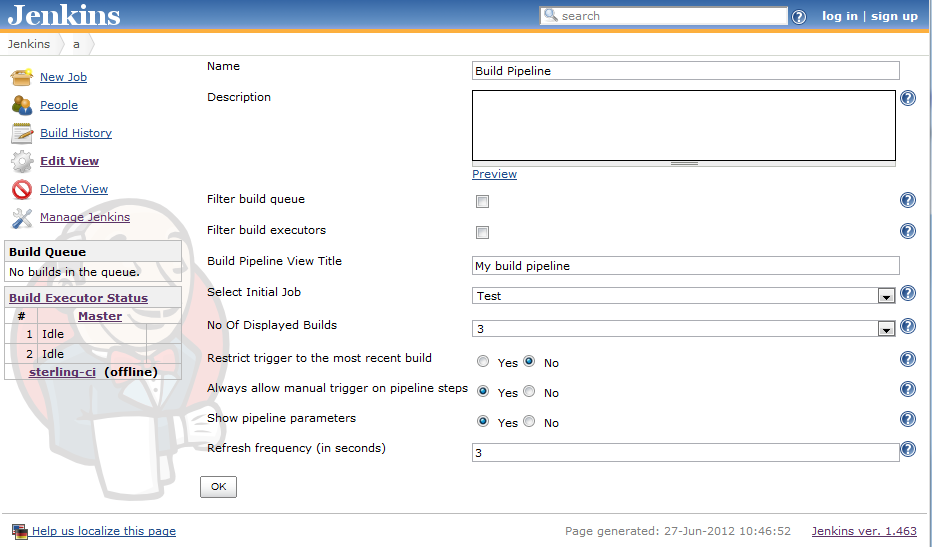 Jenkins
search
log in | sign up
Jenkins
a
New Job
People
Build History
Edit View
Delete View
Manage Jenkins
Build Queue
No builds in the queue.
Build Executor Status
# Master
1 Idle
2 Idle
sterling-ci (offline)
Name
Build Pipeline
Description
?
Preview
Filter build queue
?
Filter build executors
?
Build Pipeline View Title
My build pipeline
Select Initial Job
Test
?
No Of Displayed Builds
3
?
Restrict trigger to the most recent build
Yes No
?
Always allow manual trigger on pipeline steps
Yes No
?
Show pipeline parameters
Yes No
?
Refresh frequency (in seconds)
3
?
OK
Help us localize this page
Page generated: 27-Jun-2012 10:46:52
Jenkins ver. 1.463